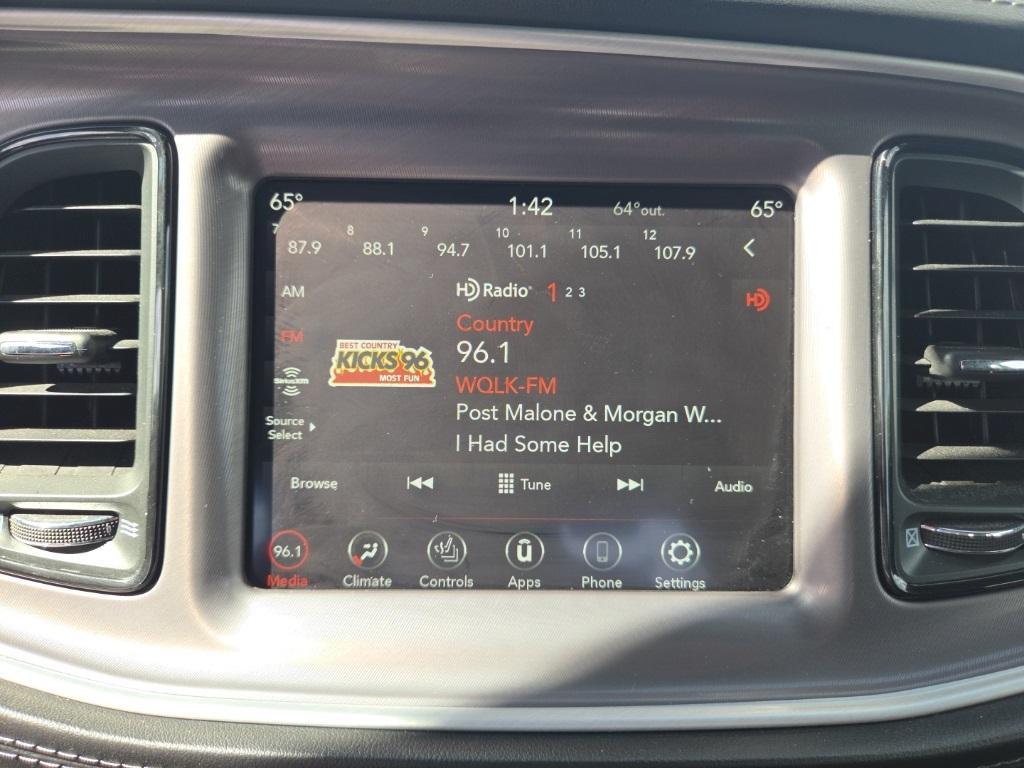 65° 1:42 64°out. 65°
7 8 9 10 11 12
87.9 88.1 94.7 101.1 105.1 107.9
AM
HD Radio 1 2 3
HD
FM
Country
96.1
BEST COUNTRY
KICKS 96
MOST FUN
WQLK-FM
SiriusXM
Post Malone & Morgan W...
I Had Some Help
Source
Select
Browse Tune Audio
96.1
Media Climate Controls Apps Phone Settings